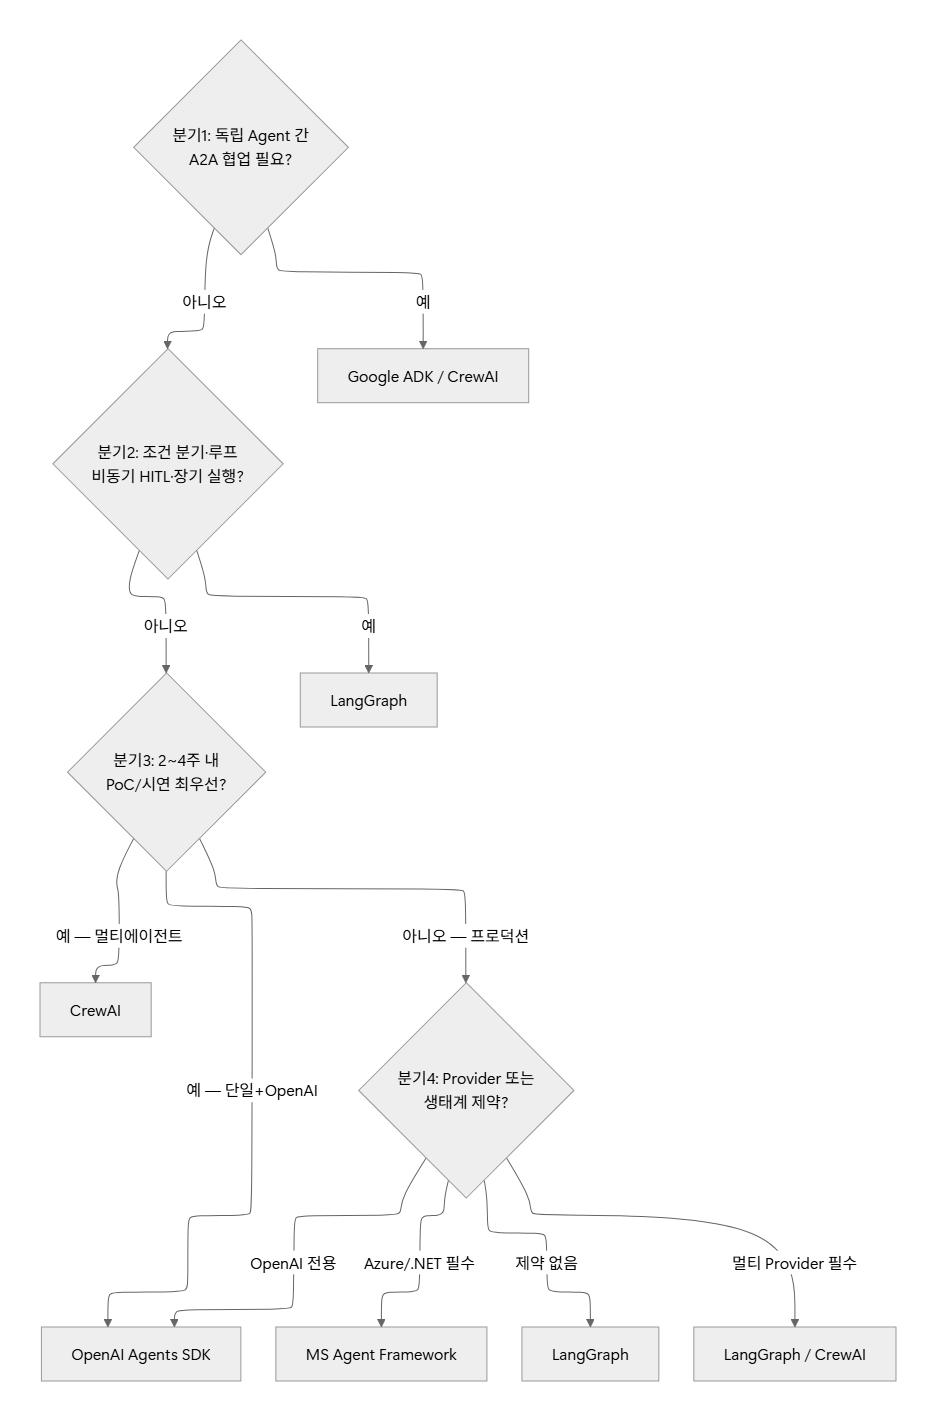 분기1: 독립 Agent 간
A2A 협업 필요?
아니오
예
Google ADK / CrewAI
분기2: 조건 분기·루프
비동기 HITL·장기 실행?
아니오
예
LangGraph
분기3: 2~4주 내
PoC/시연 최우선?
예 — 멀티에이전트
아니오 — 프로덕션
CrewAI
예 — 단일+OpenAI
분기4: Provider 또는
생태계 제약?
OpenAI 전용
Azure/.NET 필수
제약 없음
멀티 Provider 필수
OpenAI Agents SDK
MS Agent Framework
LangGraph
LangGraph / CrewAI